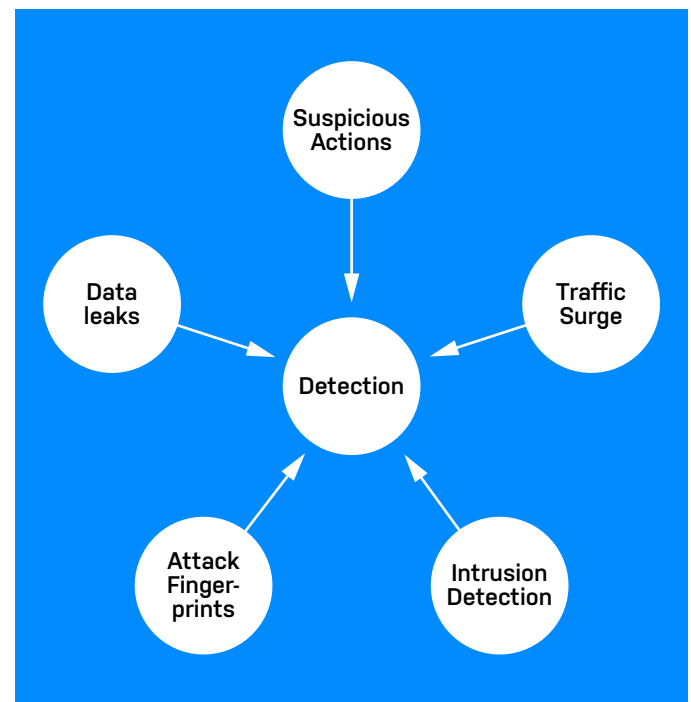 Suspicious
Actions
Data
leaks
Traffic
Surge
Detection
Attack
Finger-
prints
Intrusion
Detection